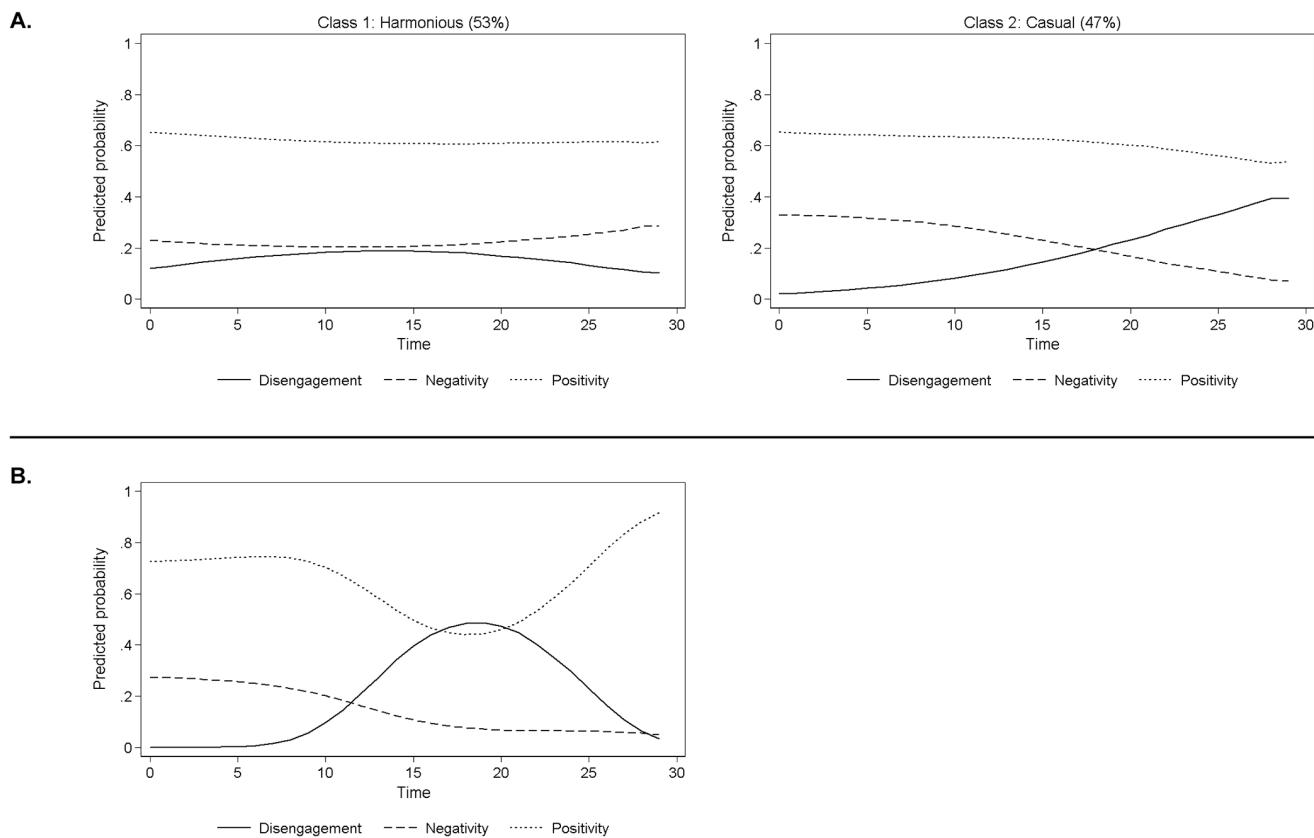 A.
Class 1: Harmonious (53%)
Predicted probability
1
.8
.6
.4
.2
0
0 5 10 15 20 25 30
Time
Disengagement Negativity Positivity
Class 2: Casual (47%)
Predicted probability
1
.8
.6
.4
.2
0
0 5 10 15 20 25 30
Time
Disengagement Negativity Positivity
B.
Predicted probability
1
.8
.6
.4
.2
0
0 5 10 15 20 25 30
Time
Disengagement Negativity Positivity